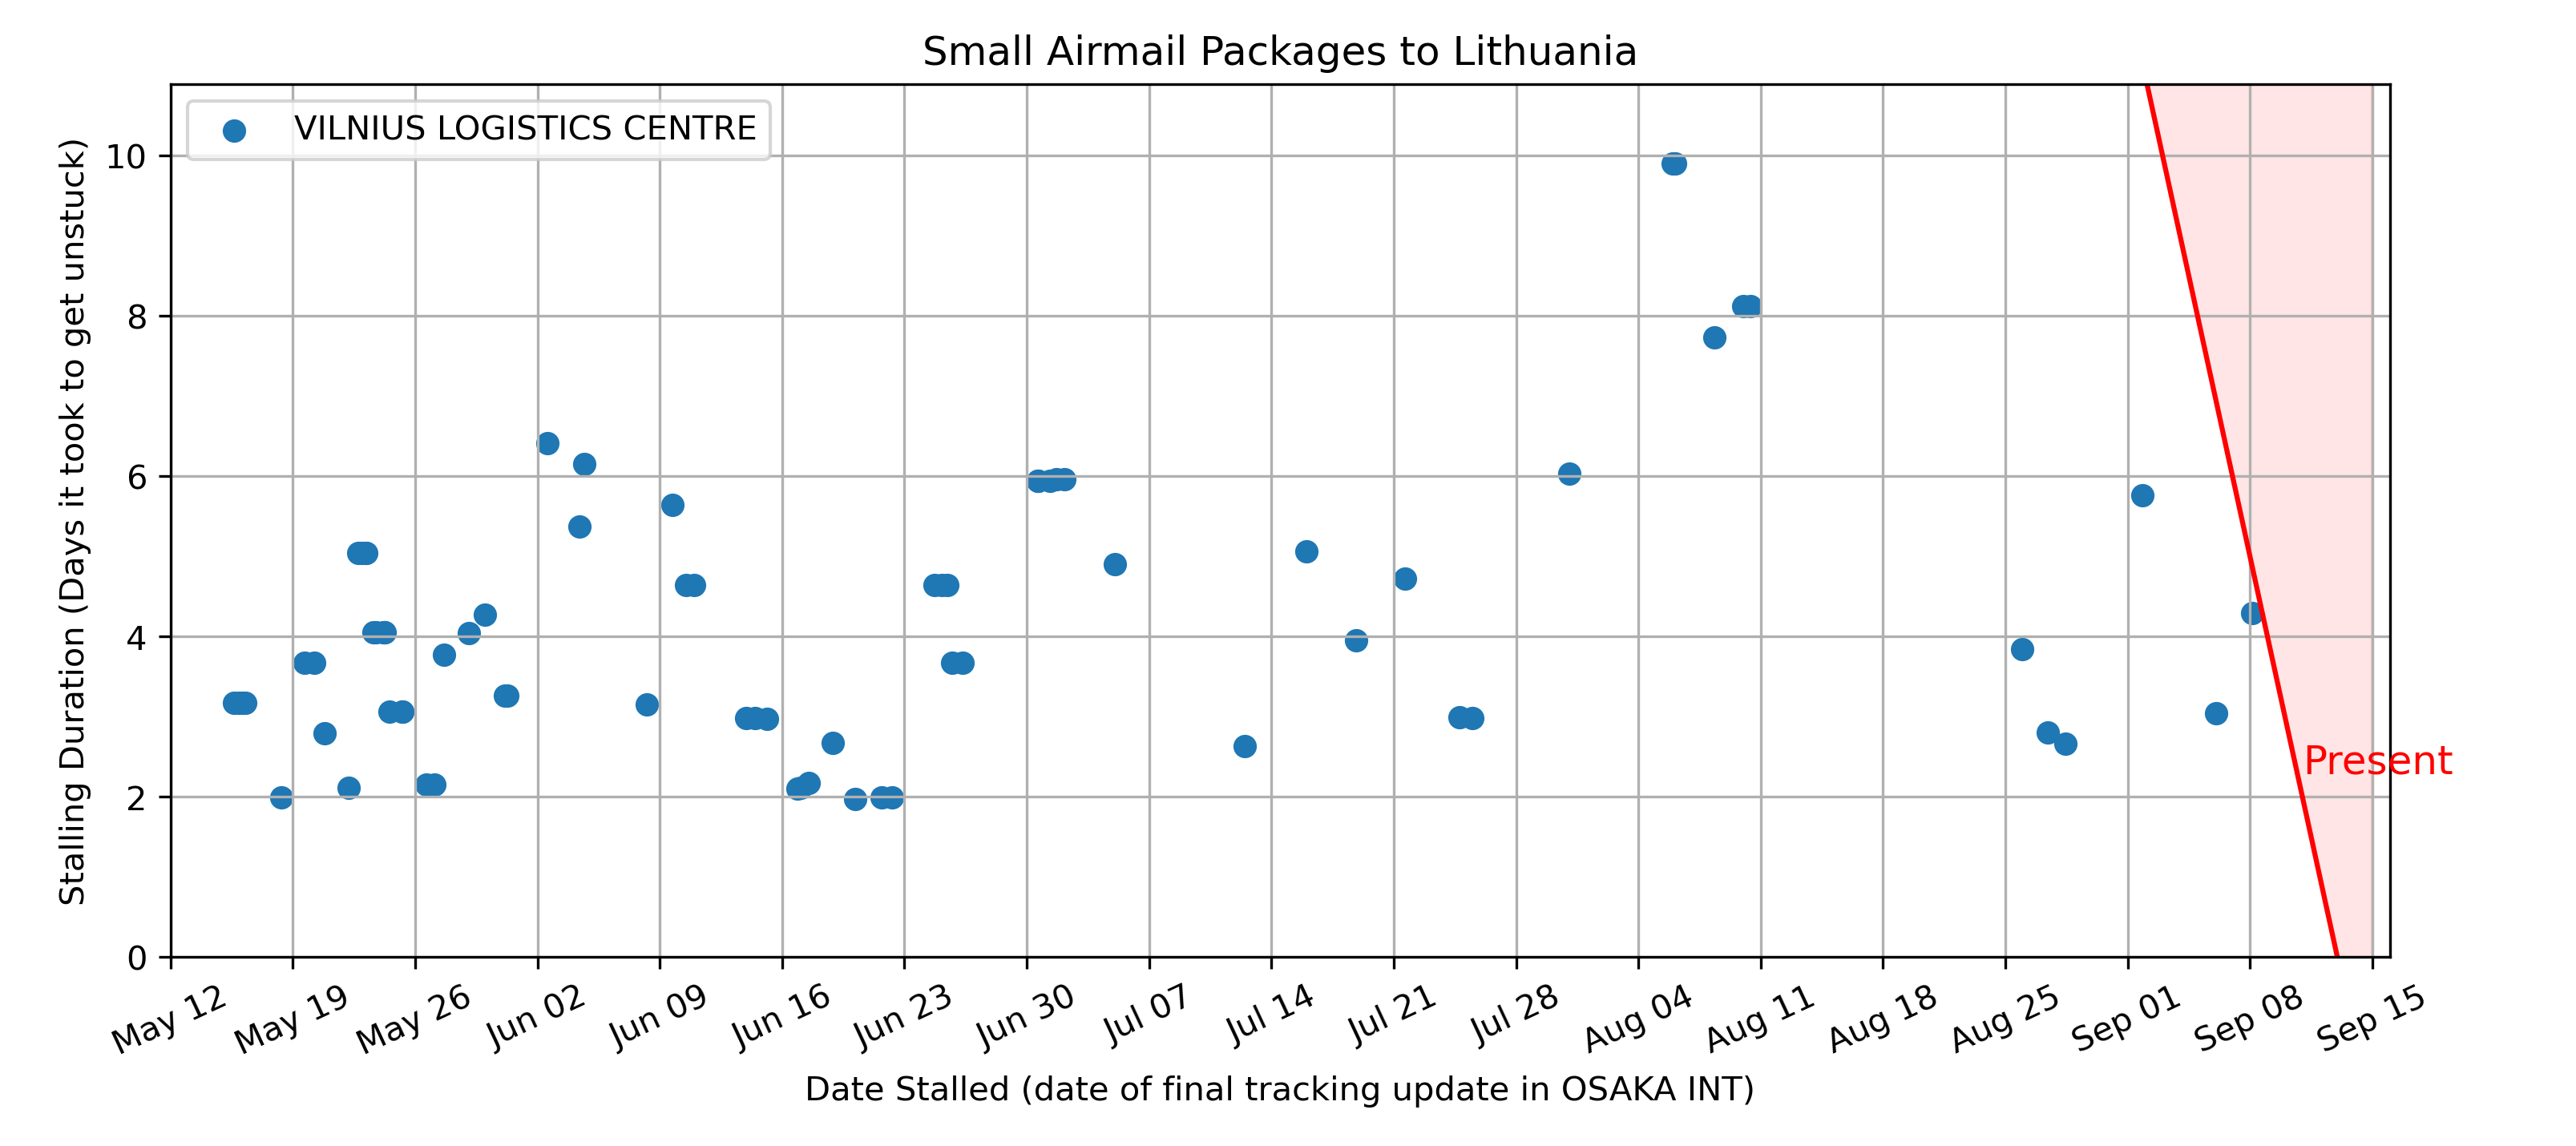 Small Airmail Packages to Lithuania
VILNIUS LOGISTICS CENTRE
Stalling Duration (Days it took to get unstuck)
10
8
6
4
2
0
Present
May 12
May 19
May 26
Jun 02
Jun 09
Jun 16
Jun 23
Jun 30
Jul 07
Jul 14
Jul 21
Jul 28
Aug 04
Aug 11
Aug 18
Aug 25
Sep 01
Sep 08
Sep 15
Date Stalled (date of final tracking update in OSAKA INT)